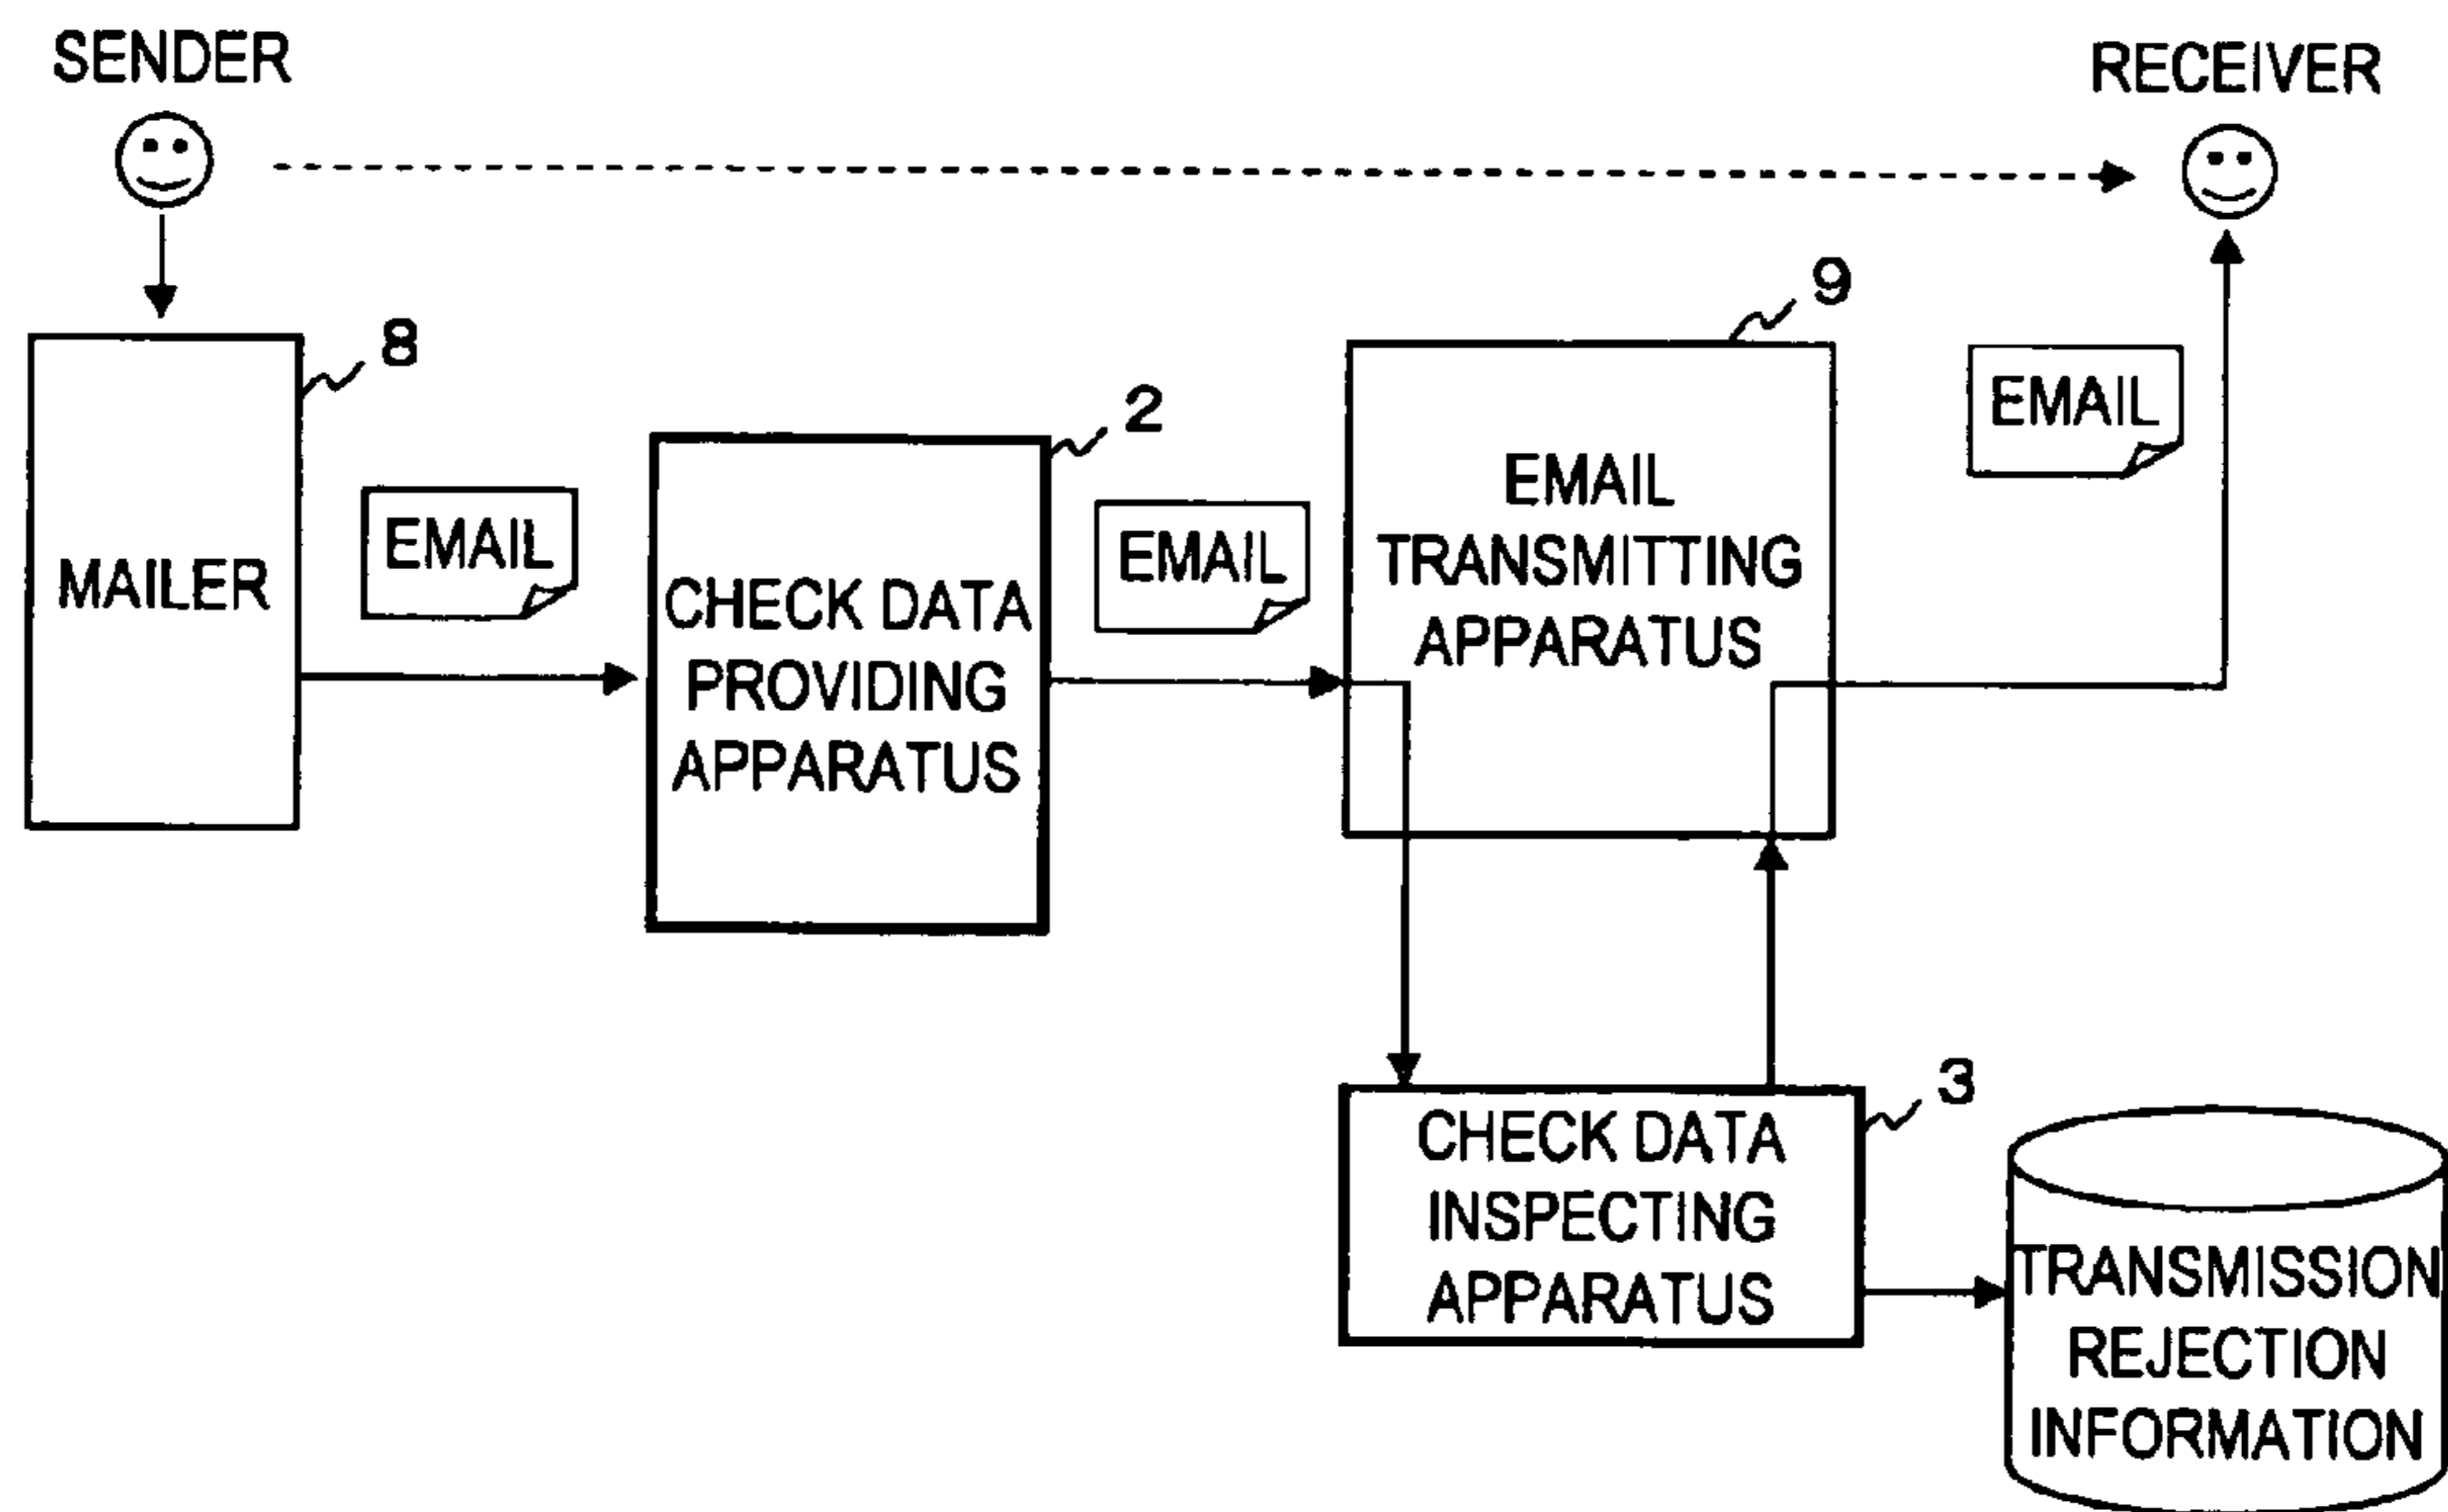 SENDER
RECEIVER
8
MAILER
EMAIL
2
CHECK DATA
PROVIDING
APPARATUS
EMAIL
9
EMAIL
TRANSMITTING
APPARATUS
EMAIL
3
CHECK DATA
INSPECTING
APPARATUS
TRANSMISSION
REJECTION
INFORMATION